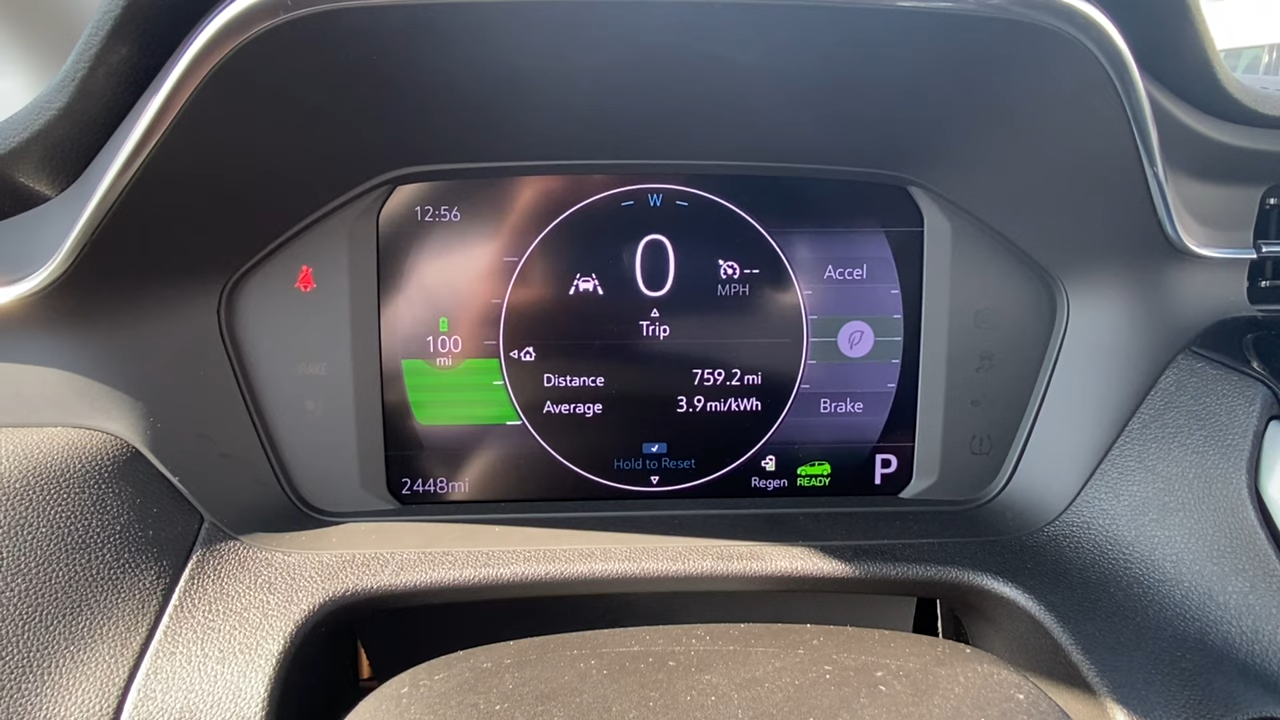 W
12:56
0
Accel
-- 
MPH
Trip
100
mi
Distance 759.2 mi
Average 3.9 mi/kWh
Brake
Hold to Reset
Regen
READY
P
2448mi
BRAKE